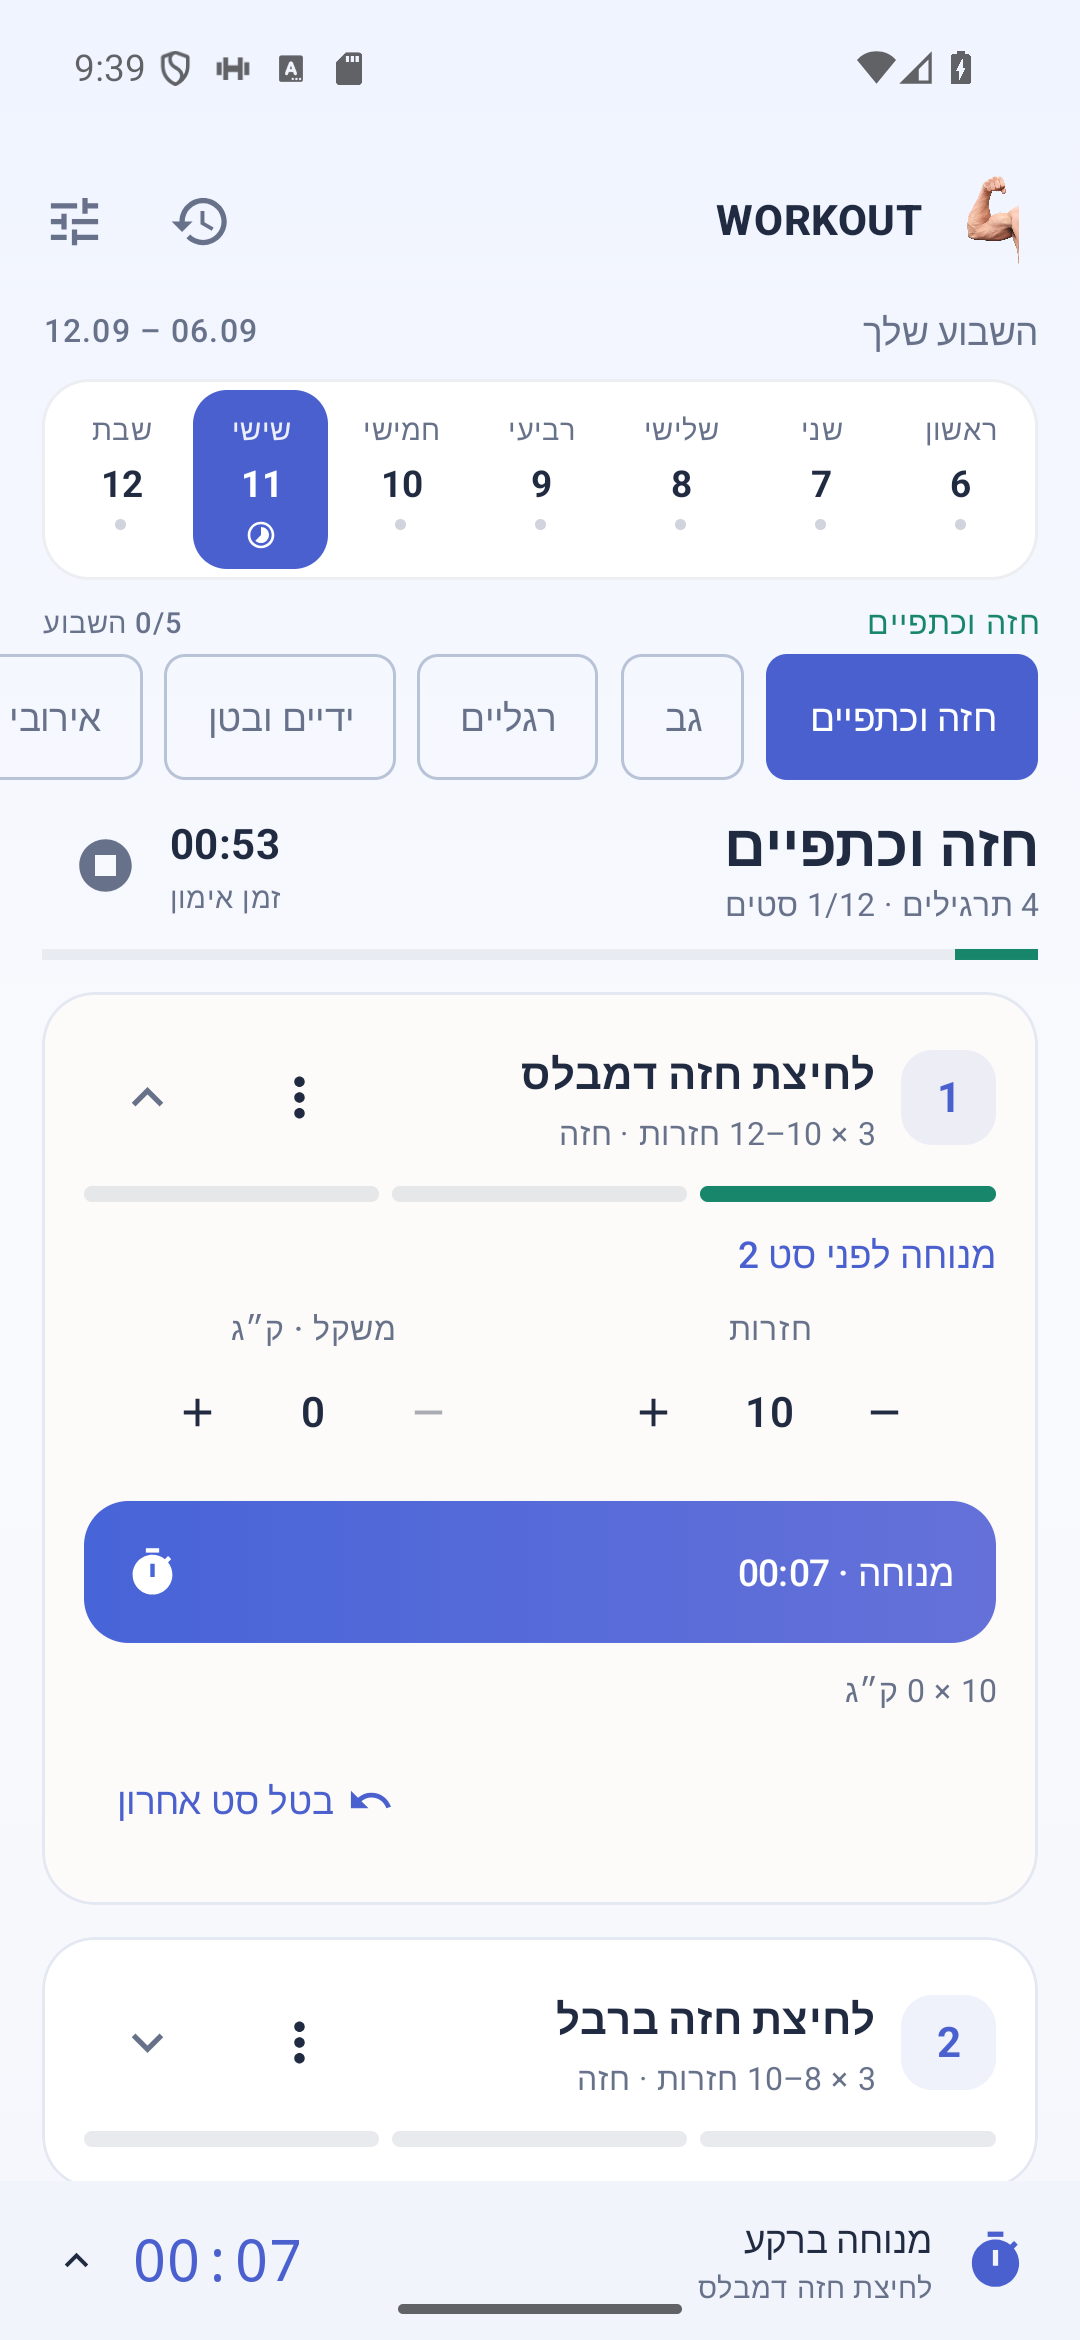 9:39
WORKOUT
השבוע שלך
12.09 – 06.09
ראשון
6
שני
7
שלישי
8
רביעי
9
חמישי
10
שישי
11
שבת
12
חזה וכתפיים
0/5 השבוע
חזה וכתפיים
גב
רגליים
ידיים ובטן
אירובי
חזה וכתפיים
4 תרגילים · 1/12 סטים
00:53
זמן אימון
1
לחיצת חזה דמבלס
3 × 10–12 חזרות · חזה
מנוחה לפני סט 2
חזרות
משקל · ק״ג
− 10 +
− 0 +
מנוחה · 00:07
10 × 0 ק״ג
בטל סט אחרון
2
לחיצת חזה ברבל
3 × 8–10 חזרות · חזה
מנוחה ברקע
לחיצת חזה דמבלס
00:07